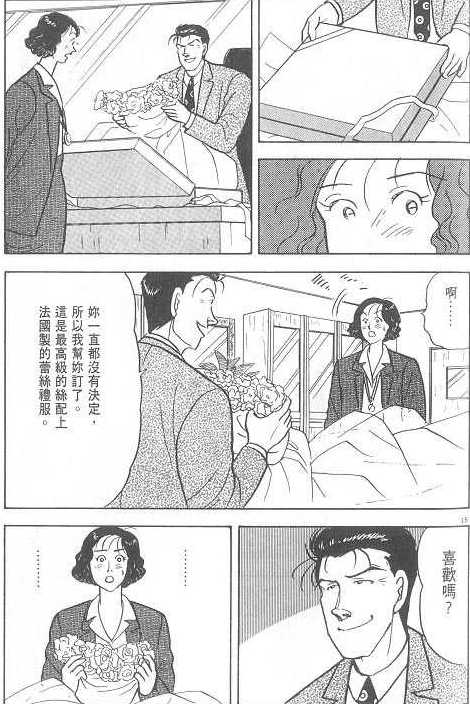 啊……
妳一直都沒有決定，
所以我幫妳訂了。
這是最高級的絲配上
法國製的蕾絲禮服。
15
喜歡嗎？
……
……